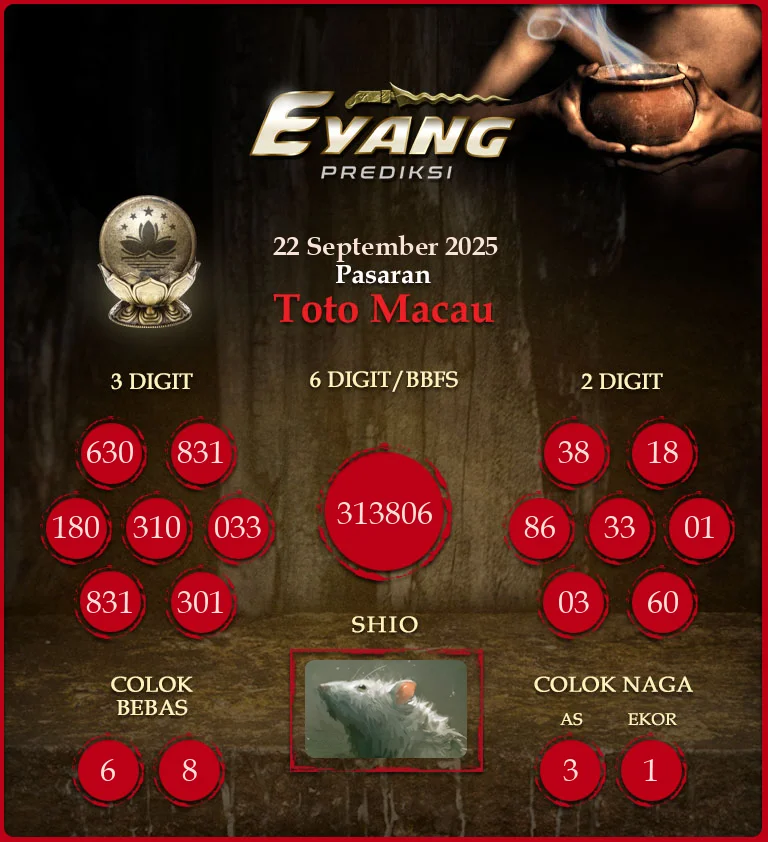 EYANG
PREDIKSI
22 September 2025
Pasaran
Toto Macau
3 DIGIT
630 831
180 310 033
831 301
6 DIGIT/BBFS
313806
2 DIGIT
38 18
86 33 01
03 60
SHIO
COLOK
BEBAS
6 8
COLOK NAGA
AS EKOR
3 1